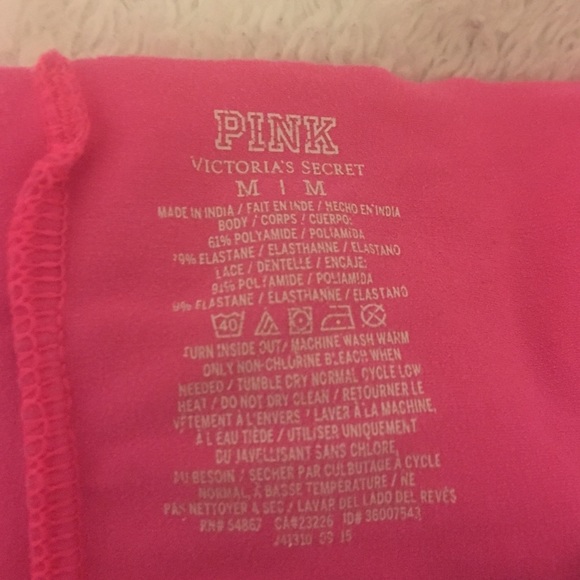 PINK
VICTORIA'S SECRET
M | M
MADE IN INDIA / FAIT EN INDE / HECHO EN INDIA
BODY / CORPS / CUERPO:
61% POLYAMIDE / POLIAMIDA
39% ELASTANE / ELASTHANNE / ELASTANO
LACE / DENTELLE / ENCAJE:
91% POLYAMIDE / POLIAMIDA
9% ELASTANE / ELASTHANNE / ELASTANO
40
TURN INSIDE OUT / MACHINE WASH WARM
ONLY NON-CHLORINE BLEACH WHEN
NEEDED / TUMBLE DRY NORMAL CYCLE LOW
HEAT / DO NOT DRY CLEAN / RETOURNER LE
VÊTEMENT À L'ENVERS / LAVER À LA MACHINE,
À L'EAU TIÈDE / UTILISER UNIQUEMENT
DU JAVELLISANT SANS CHLORE,
AU BESOIN / SÉCHER PAR CULBUTAGE À CYCLE
NORMAL, À BASSE TEMPÉRATURE / NE
PAS NETTOYER À SEC / LAVAR DEL LADO DEL REVÉS
RN# 54867 CA#23226 ID# 36007543
09 15